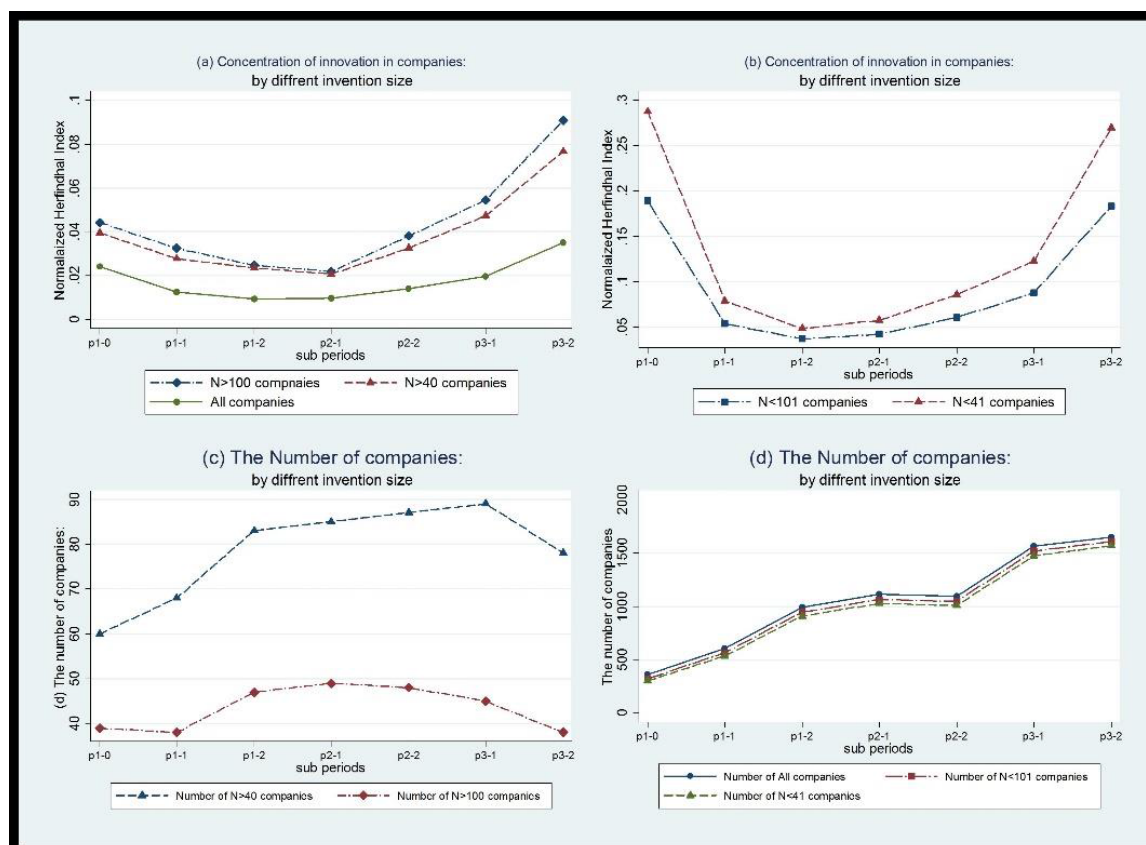 (a) Concentration of innovation in companies:
by diffrent invention size
Normalaized Herfindhal Index
.1
.08
.06
.04
.02
0
p1-0 p1-1 p1-2 p2-1 p2-2 p3-1 p3-2
sub periods
N>100 compnaies N>40 companies
All companies
(b) Concentration of innovation in companies:
by diffrent invention size
Normalaized Herfindhal Index
.3
.25
.2
.15
.1
.05
p1-0 p1-1 p1-2 p2-1 p2-2 p3-1 p3-2
sub periods
N<101 companies N<41 companies
(c) The Number of companies:
by diffrent invention size
(d) The number of companies:
90
80
70
60
50
40
p1-0 p1-1 p1-2 p2-1 p2-2 p3-1 p3-2
sub periods
Number of N>40 companies Number of N>100 companies
(d) The Number of companies:
by diffrent invention size
The number of companies
2000
1500
1000
500
0
p1-0 p1-1 p1-2 p2-1 p2-2 p3-1 p3-2
sub periods
Number of All companies Number of N<101 companies
Number of N<41 companies